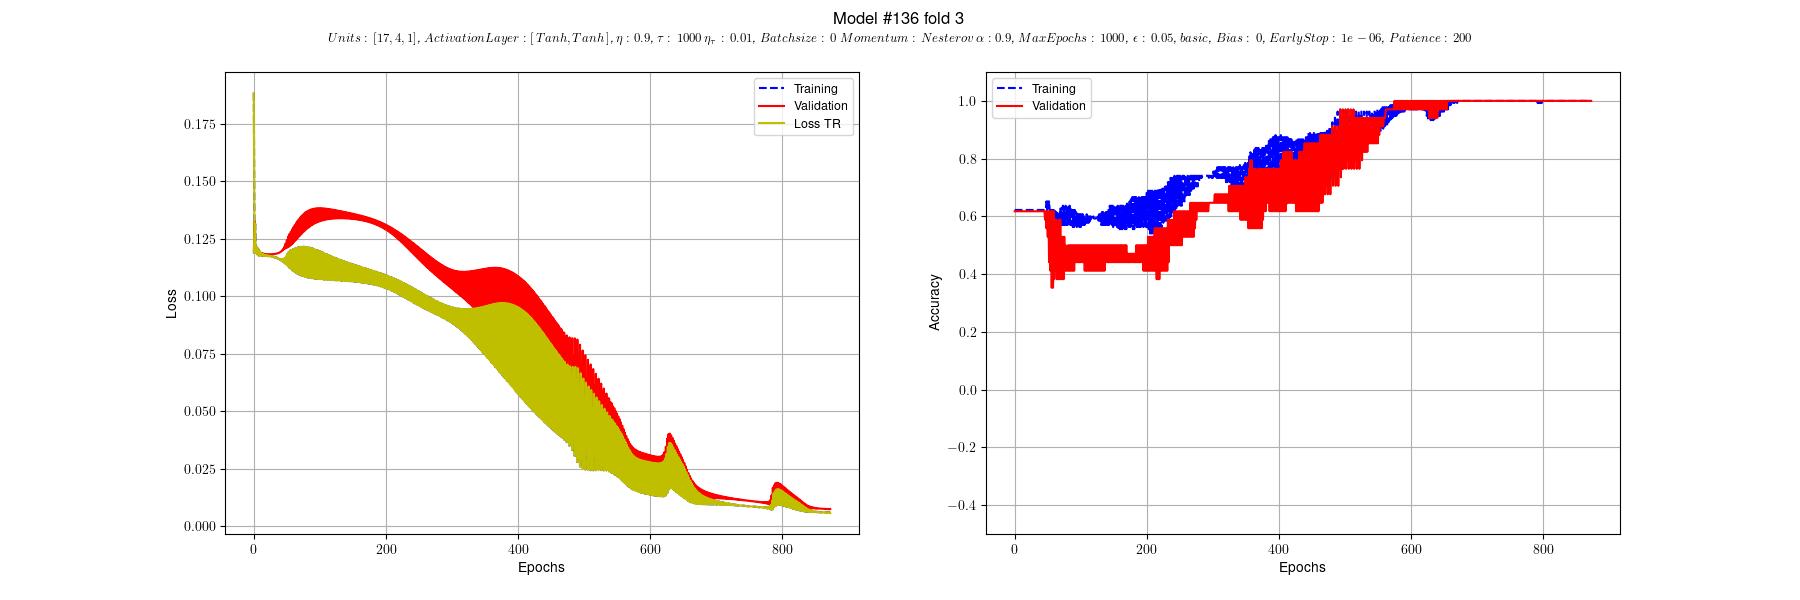 Model #136 fold 3
Units : [17, 4, 1], ActivationLayer : [Tanh, Tanh], η : 0.9, τ : 1000 η_τ : 0.01, Batchsize : 0 Momentum : Nesterov α : 0.9, MaxEpochs : 1000, ϵ : 0.05, basic, Bias : 0, EarlyStop : 1e − 06, Patience : 200
Training
Validation
Loss TR
0.175
0.150
0.125
0.100
0.075
0.050
0.025
0.000
Loss
0 200 400 600 800
Epochs
Training
Validation
1.0
0.8
0.6
0.4
0.2
0.0
−0.2
−0.4
Accuracy
0 200 400 600 800
Epochs